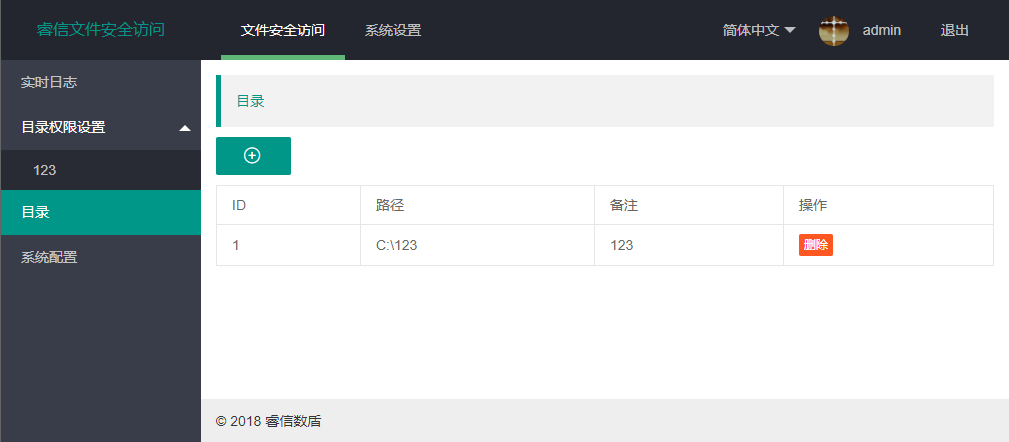 睿信文件安全访问
文件安全访问
系统设置
简体中文
admin
退出
实时日志
目录权限设置
123
目录
系统配置
目录
ID 路径 备注 操作
1 C:\123 123 删除
© 2018 睿信数盾